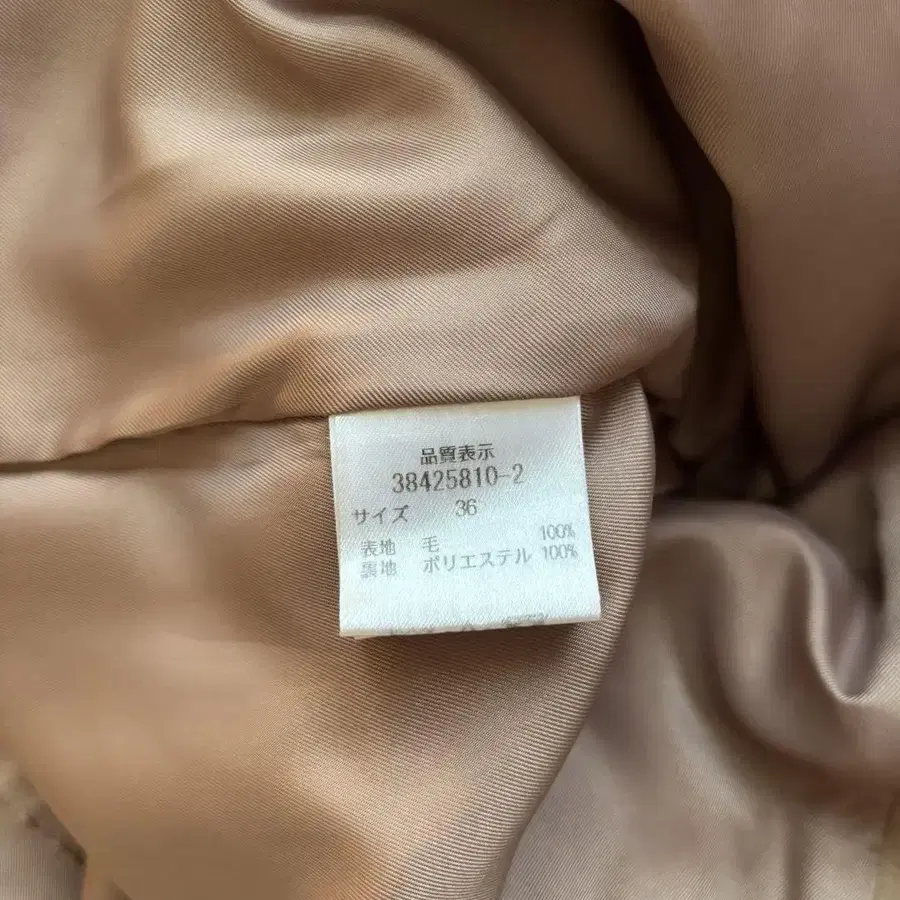 品質表示
38425810-2
サイズ 36
表地 毛 100%
裏地 ポリエステル 100%